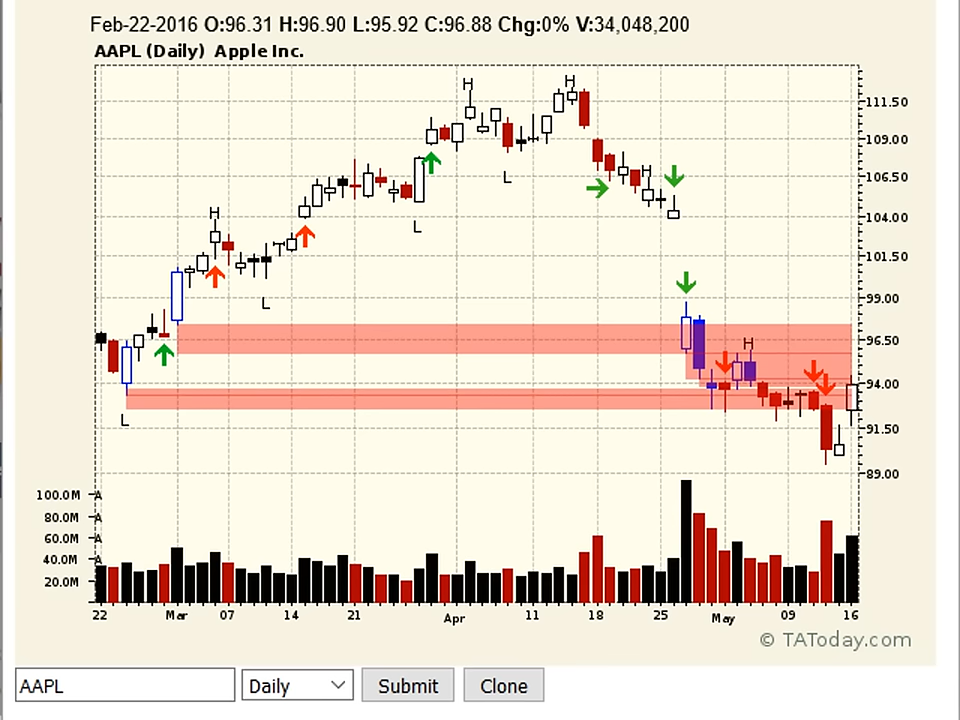 Feb-22-2016 O:96.31 H:96.90 L:95.92 C:96.88 Chg:0% V:34,048,200
AAPL (Daily) Apple Inc.
H
H
111.50
109.00
H
106.50
L
H
104.00
L
101.50
L
99.00
96.50
H
94.00
L
91.50
89.00
100.0M A
80.0M A
60.0M A
40.0M A
20.0M
22 Mar 07 14 21 Apr 11 18 25 May 09 16
© TAToday.com
AAPL Daily Submit Clone